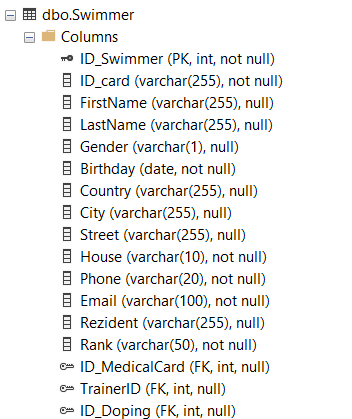 dbo.Swimmer
Columns
ID_Swimmer (PK, int, not null)
ID_card (varchar(255), not null)
FirstName (varchar(255), null)
LastName (varchar(255), null)
Gender (varchar(1), null)
Birthday (date, not null)
Country (varchar(255), null)
City (varchar(255), null)
Street (varchar(255), null)
House (varchar(10), not null)
Phone (varchar(20), not null)
Email (varchar(100), not null)
Rezident (varchar(255), null)
Rank (varchar(50), not null)
ID_MedicalCard (FK, int, null)
TrainerID (FK, int, null)
ID_Doping (FK, int, null)